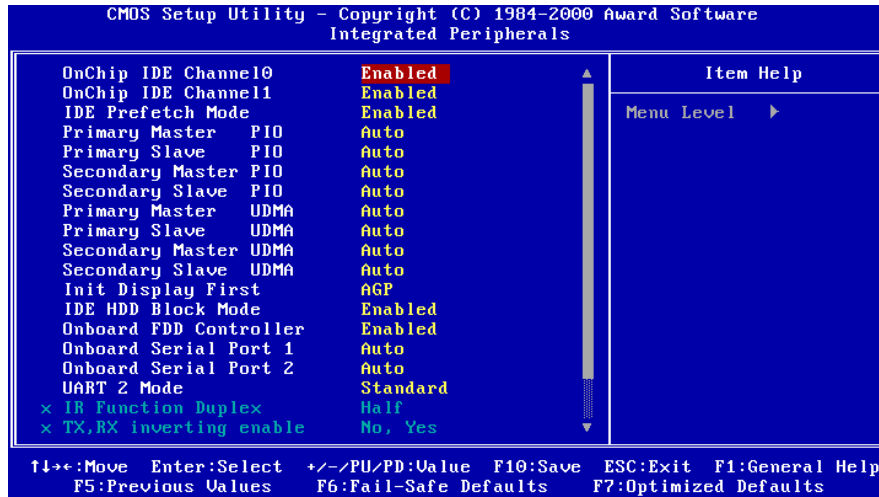 CMOS Setup Utility - Copyright (C) 1984-2000 Award Software
Integrated Peripherals
OnChip IDE Channel0 Enabled
OnChip IDE Channel1 Enabled
IDE Prefetch Mode Enabled
Primary Master PIO Auto
Primary Slave PIO Auto
Secondary Master PIO Auto
Secondary Slave PIO Auto
Primary Master UDMA Auto
Primary Slave UDMA Auto
Secondary Master UDMA Auto
Secondary Slave UDMA Auto
Init Display First AGP
IDE HDD Block Mode Enabled
Onboard FDD Controller Enabled
Onboard Serial Port 1 Auto
Onboard Serial Port 2 Auto
UART 2 Mode Standard
x IR Function Duplex Half
x TX,RX inverting enable No, Yes
Item Help
Menu Level ▶
↑↓→←:Move Enter:Select +/-/PU/PD:Value F10:Save ESC:Exit F1:General Help
F5:Previous Values F6:Fail-Safe Defaults F7:Optimized Defaults